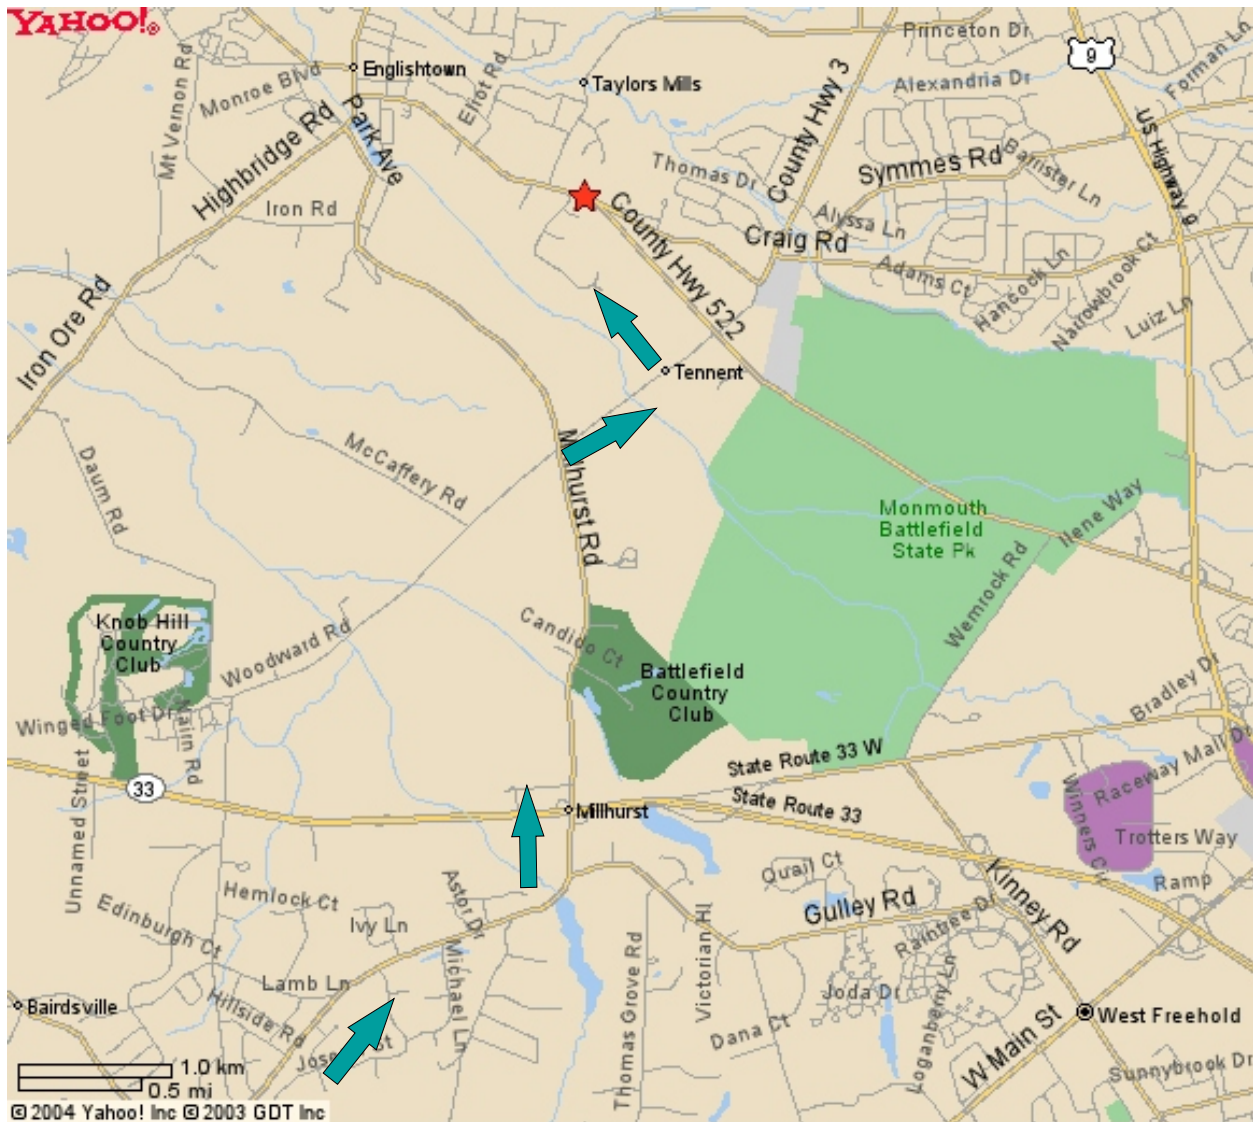 YAHOO!®
Princeton Dr
9
Forman Ln
Englishtown
Taylors Mills
Alexandria Dr
Mt Vernon Rd
Monroe Blvd
Eliot Rd
County Hwy 3
US Highway 9
Highbridge Rd
Park Ave
Thomas Dr
Symmes Rd
Barrister Ln
Iron Rd
County Hwy 522
Alyssa Ln
Craig Rd
Adams Ct
Hancock Ln
Narrowbrook Ct
Luiz Ln
Iron Ore Rd
Tennent
McCaffery Rd
Daum Rd
Millhurst Rd
Monmouth
Battlefield
State Pk
Ilene Way
Wemrock Rd
Knob Hill
Country
Club
Woodward Rd
Candido Ct
Battlefield
Country
Club
Winged Foot Dr
Nairn Rd
Bradley Dr
State Route 33 W
Raceway Mall Dr
Unnamed Street
33
Millhurst
State Route 33
Winners Cir
Trotters Way
Quail Ct
Kinney Rd
Ramp
Hemlock Ct
Astor Dr
Gulley Rd
Edinburgh Ct
Ivy Ln
Raintree Dr
Michael Ln
Thomas Grove Rd
Victorian Hl
Lamb Ln
Joda Dr
Loganberry Ln
Bairdsville
Hillside Rd
Dana Ct
West Freehold
W Main St
Sunnybrook Dr
1.0 km
0.5 mi
© 2004 Yahoo! Inc © 2003 GDT Inc